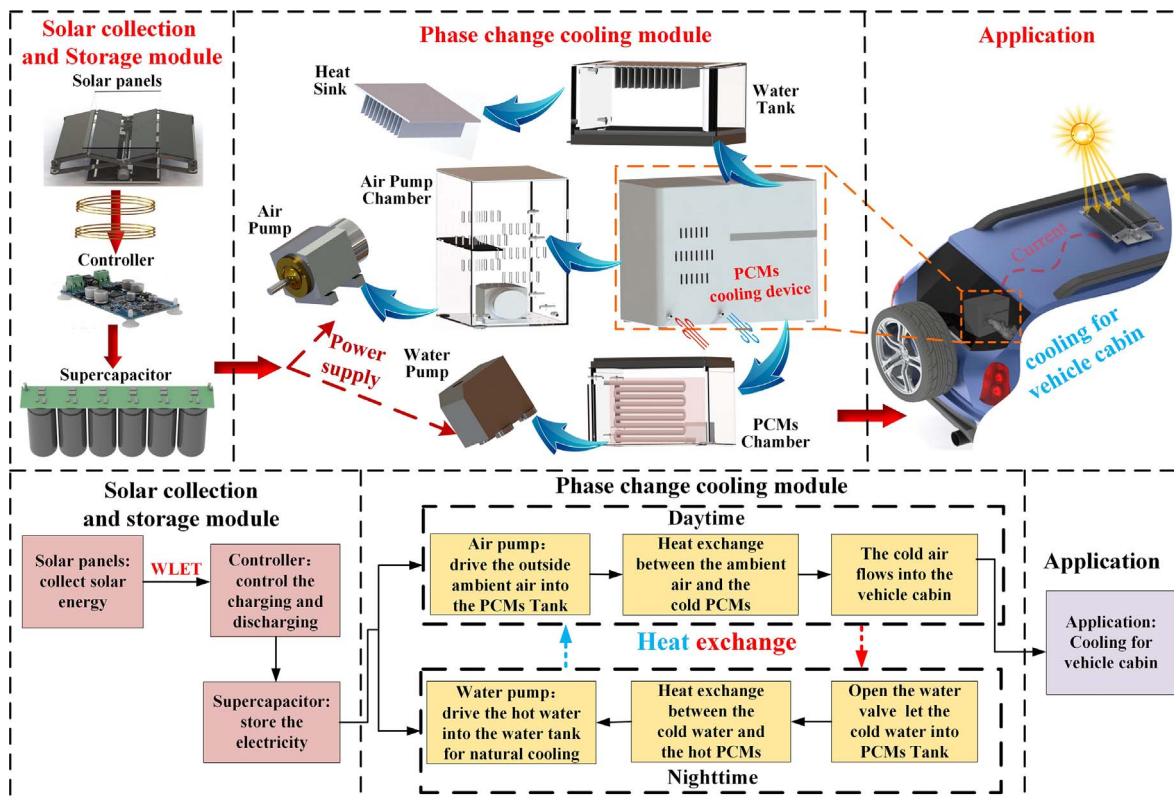 Solar collection
and Storage module
Solar panels
Controller
Supercapacitor
Phase change cooling module
Heat
Sink
Water
Tank
Air Pump
Chamber
Air
Pump
PCMs
cooling device
Power
supply
Water
Pump
PCMs
Chamber
Application
Current
cooling for
vehicle cabin
Solar collection
and storage module
Solar panels:
collect solar
energy
WLET
Controller：
control the
charging and
discharging
Supercapacitor:
store the
electricity
Phase change cooling module
Daytime
Air pump：
drive the outside
ambient air into
the PCMs Tank
Heat exchange
between the ambient
air and the
cold PCMs
The cold air
flows into the
vehicle cabin
Heat exchange
Water pump：
drive the hot water
into the water tank
for natural cooling
Heat exchange
between the
cold water and
the hot PCMs
Open the water
valve let the
cold water into
PCMs Tank
Nighttime
Application
Application:
Cooling for
vehicle cabin